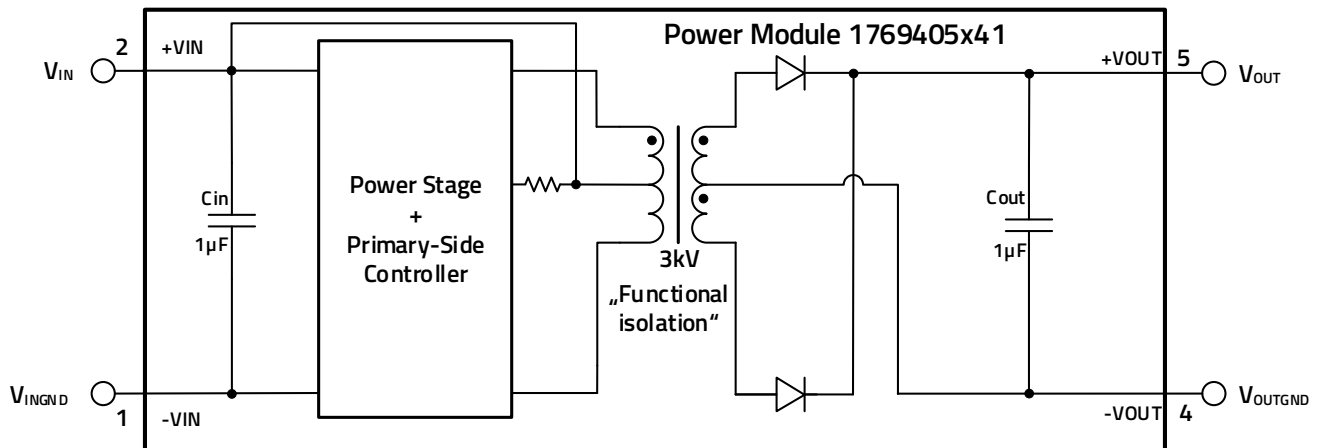 Power Module 1769405x41
2
+VIN
VIN
+VOUT
5
VOUT
Cin
1µF
Power Stage
+
Primary-Side
Controller
3kV
„Functional
isolation“
Cout
1µF
VINGND
1
-VIN
-VOUT
4
VOUTGND